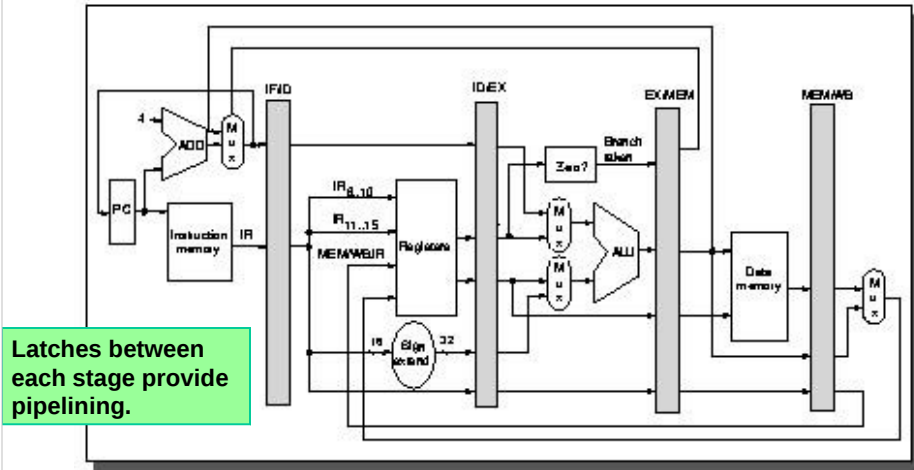 IF/ID
ID/EX
EX/MEM
MEM/WB
4
ADD
M
u
x
Branch
taken
Zero?
IR6..10
M
u
x
PC
IR11..15
Instruction
memory
IR
Registers
ALU
MEM/WB.IR
Data
memory
M
u
x
M
u
x
16
Sign
extend
32
Latches between
each stage provide
pipelining.